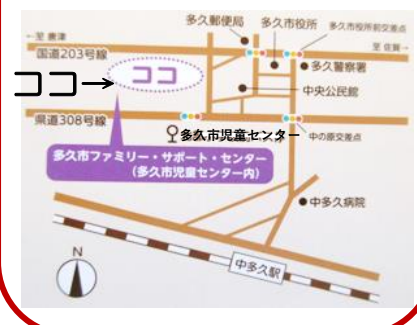 多久郵便局
多久市役所
多久市役所前交差点
←至 唐津
至 佐賀→
国道203号線
ココ→
ココ
多久警察署
中央公民館
県道308号線
多久市児童センター
中の原交差点
多久市ファミリー・サポート・センター
(多久市児童センター内)
中多久病院
N
中多久駅